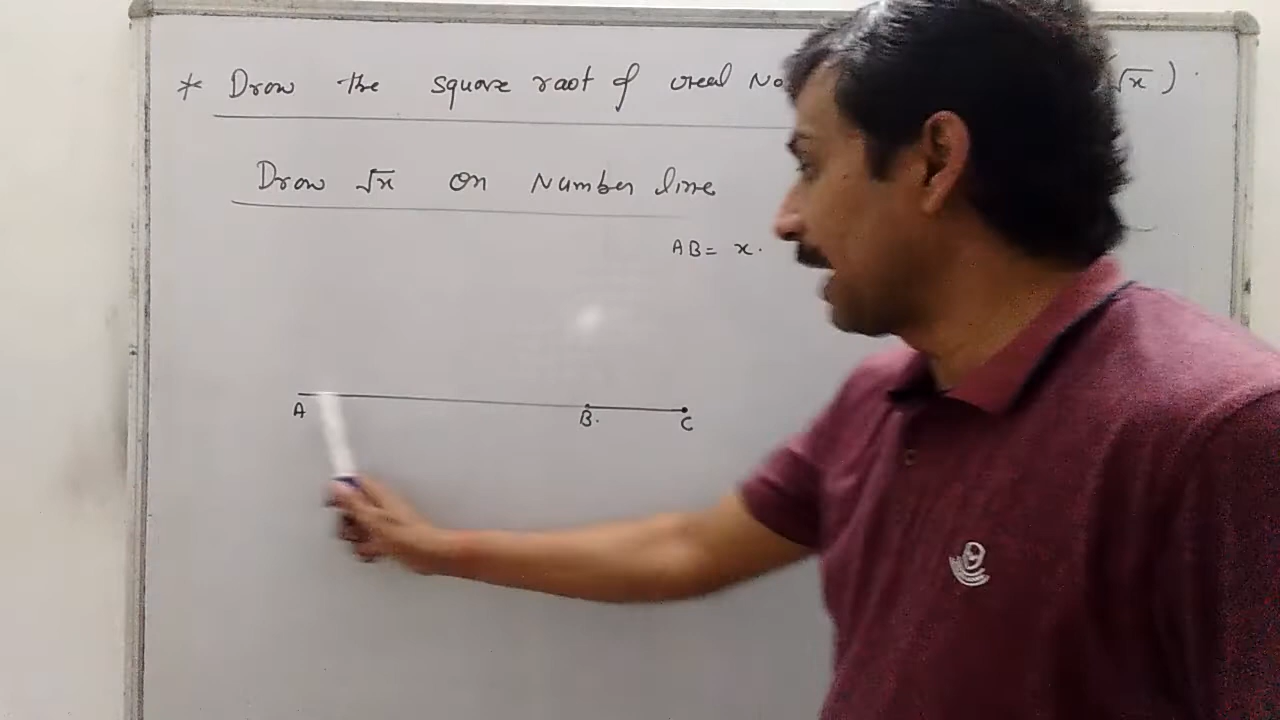 * Draw the square root of real No √x ) .
Draw √x on Number line
AB = x .
A B . C